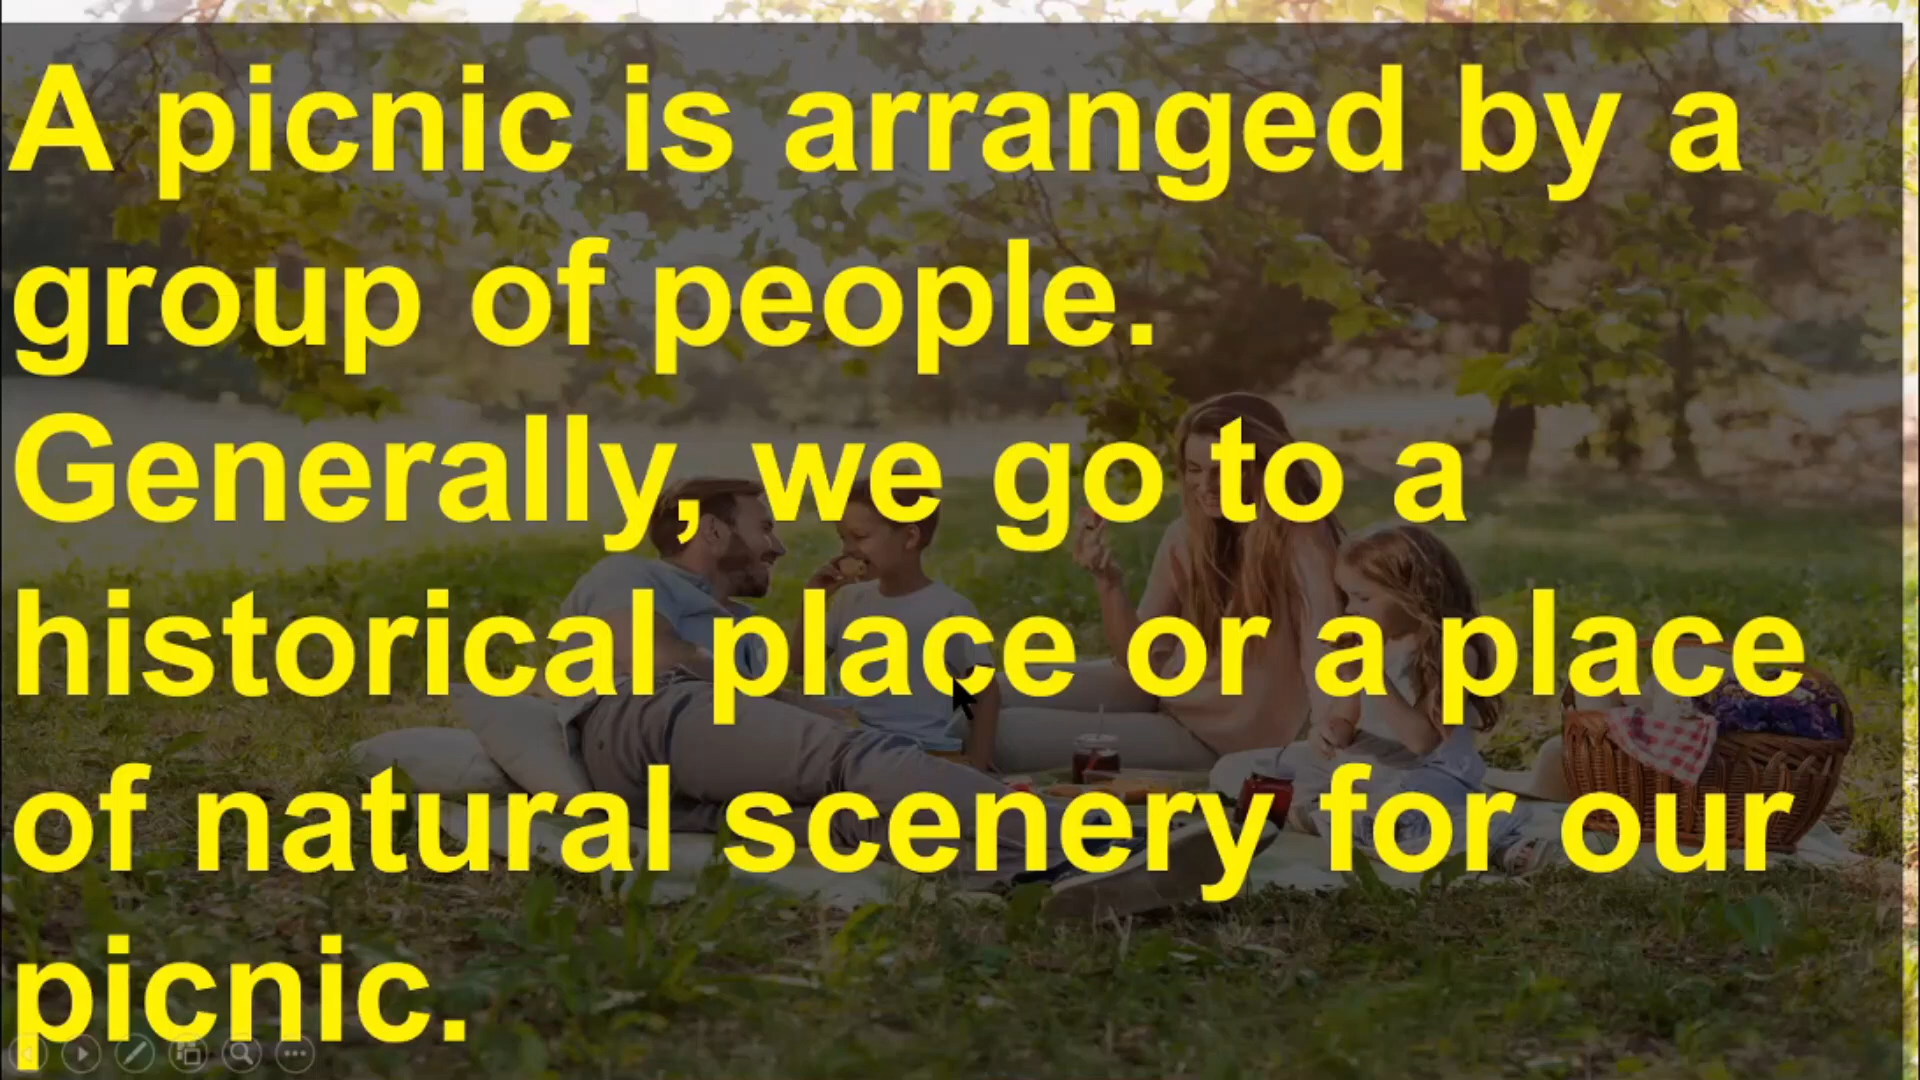 A picnic is arranged by a
group of people.
Generally, we go to a
historical place or a place
of natural scenery for our
picnic.